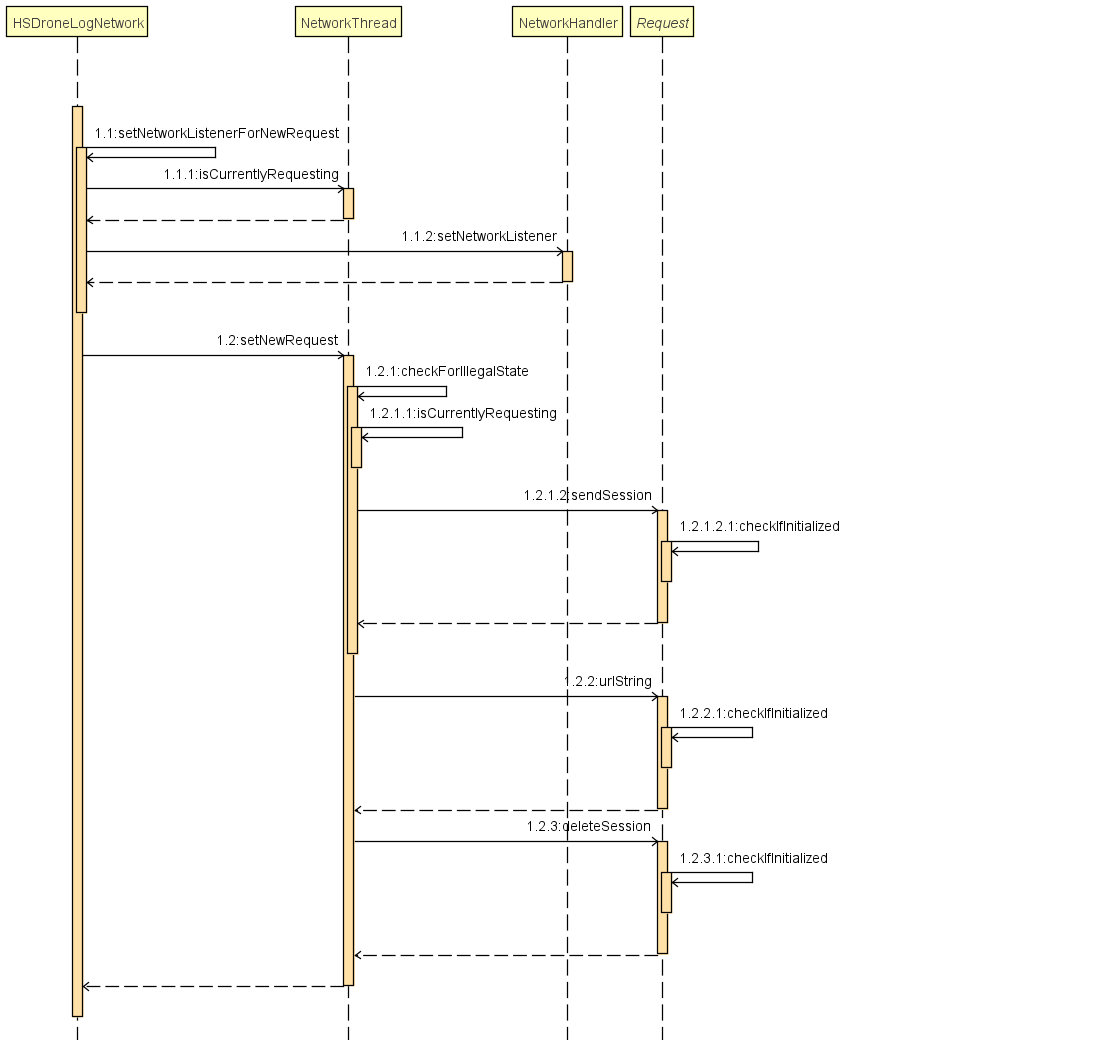 HSDroneLogNetwork
NetworkThread
NetworkHandler
Request
1.1:setNetworkListenerForNewRequest
1.1.1:isCurrentlyRequesting
1.1.2:setNetworkListener
1.2:setNewRequest
1.2.1:checkForIllegalState
1.2.1.1:isCurrentlyRequesting
1.2.1.2:sendSession
1.2.1.2.1:checkIfInitialized
1.2.2:urlString
1.2.2.1:checkIfInitialized
1.2.3:deleteSession
1.2.3.1:checkIfInitialized